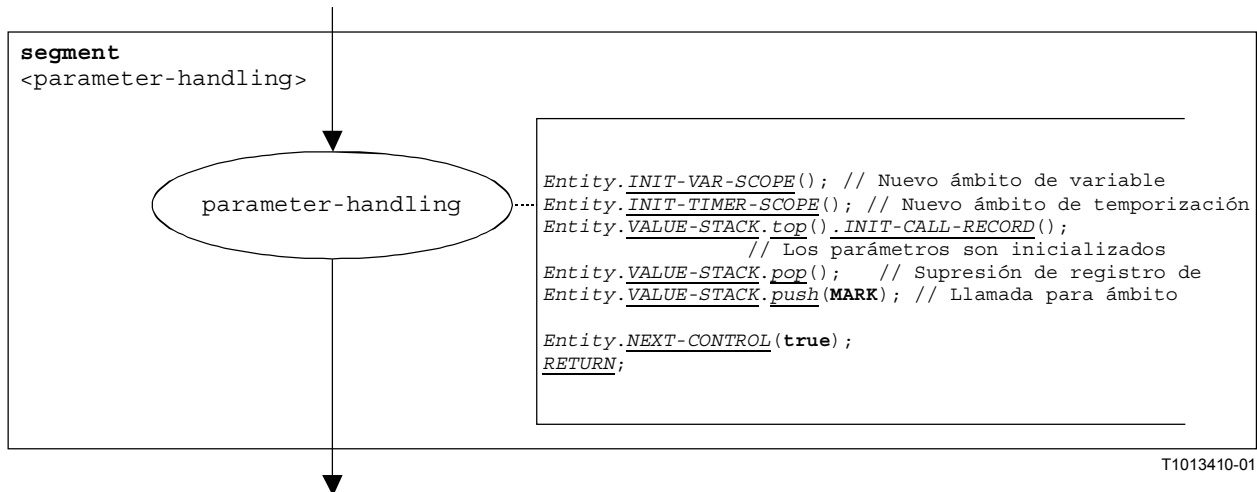 segment
<parameter-handling>
parameter-handling
Entity.INIT-VAR-SCOPE(); // Nuevo ámbito de variable
Entity.INIT-TIMER-SCOPE(); // Nuevo ámbito de temporización
Entity.VALUE-STACK.top().INIT-CALL-RECORD();
// Los parámetros son inicializados
Entity.VALUE-STACK.pop(); // Supresión de registro de
Entity.VALUE-STACK.push(MARK); // Llamada para ámbito
Entity.NEXT-CONTROL(true);
RETURN;
T1013410-01